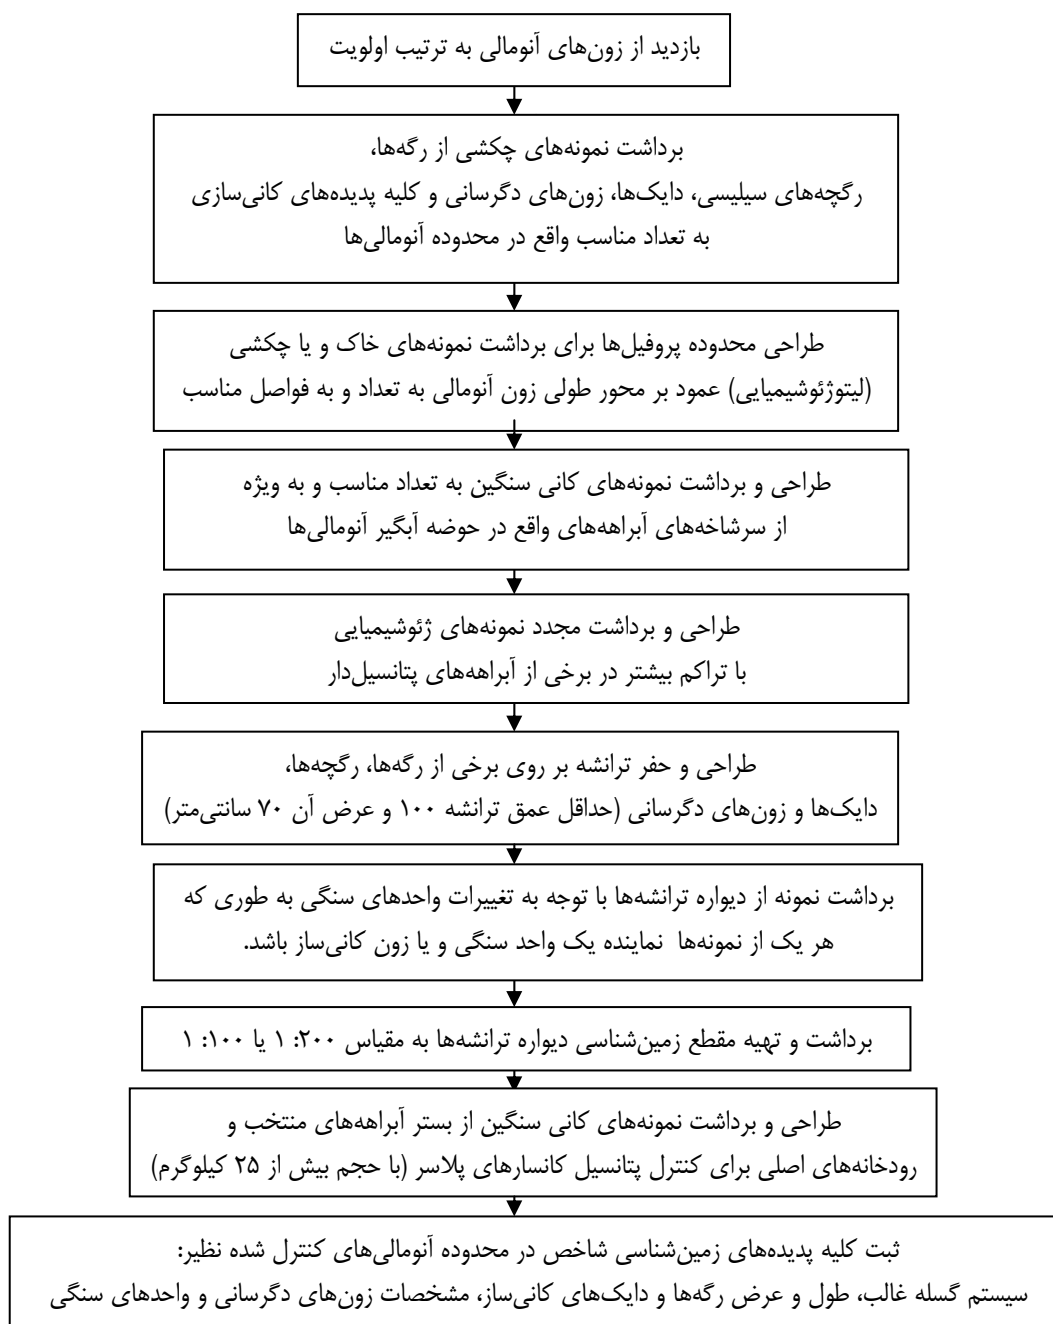 بازدید از زون‌های آنومالی به ترتیب اولویت
برداشت نمونه‌های چکشی از رگه‌ها،
رگچه‌های سیلیسی، دایک‌ها، زون‌های دگرسانی و کلیه پدیده‌های کانی‌سازی
به تعداد مناسب واقع در محدوده آنومالی‌ها
طراحی محدوده پروفیل‌ها برای برداشت نمونه‌های خاک و یا چکشی
(لیتوژئوشیمیایی) عمود بر محور طولی زون آنومالی به تعداد و به فواصل مناسب
طراحی و برداشت نمونه‌های کانی سنگین به تعداد مناسب و به ویژه
از سرشاخه‌های آبراهه‌های واقع در حوضه آبگیر آنومالی‌ها
طراحی و برداشت مجدد نمونه‌های ژئوشیمیایی
با تراکم بیشتر در برخی از آبراهه‌های پتانسیل‌دار
طراحی و حفر ترانشه بر روی برخی از رگه‌ها، رگچه‌ها،
دایک‌ها و زون‌های دگرسانی (حداقل عمق ترانشه ۱۰۰ و عرض آن ۷۰ سانتی‌متر)
برداشت نمونه از دیواره ترانشه‌ها با توجه به تغییرات واحدهای سنگی به طوری که
هر یک از نمونه‌ها نماینده یک واحد سنگی و یا زون کانی‌ساز باشد.
برداشت و تهیه مقطع زمین‌شناسی دیواره ترانشه‌ها به مقیاس ۲۰۰: ۱ یا ۱۰۰: ۱
طراحی و برداشت نمونه‌های کانی سنگین از بستر آبراهه‌های منتخب و
رودخانه‌های اصلی برای کنترل پتانسیل کانسارهای پلاسر (با حجم بیش از ۲۵ کیلوگرم)
ثبت کلیه پدیده‌های زمین‌شناسی شاخص در محدوده آنومالی‌های کنترل شده نظیر:
سیستم گسله غالب، طول و عرض رگه‌ها و دایک‌های کانی‌ساز، مشخصات زون‌های دگرسانی و واحدهای سنگی